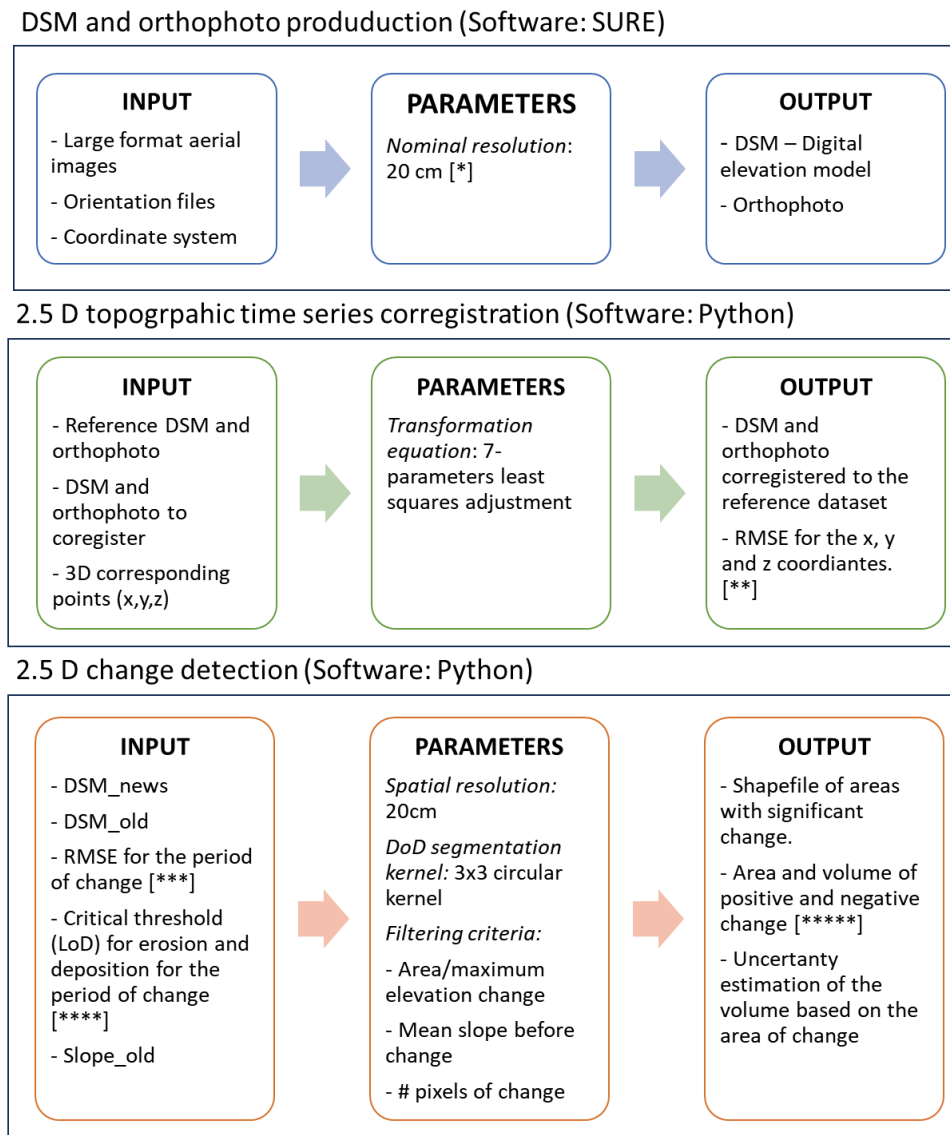 DSM and orthophoto produduction (Software: SURE)
INPUT
- Large format aerial
images
- Orientation files
- Coordinate system
PARAMETERS
Nominal resolution:
20 cm [*]
OUTPUT
- DSM – Digital
elevation model
- Orthophoto
2.5 D topogrpahic time series corregistration (Software: Python)
INPUT
- Reference DSM and
orthophoto
- DSM and
orthophoto to
coregister
- 3D corresponding
points (x,y,z)
PARAMETERS
Transformation
equation: 7-
parameters least
squares adjustment
OUTPUT
- DSM and
orthophoto
corregistered to the
reference dataset
- RMSE for the x, y
and z coordiantes.
[**]
2.5 D change detection (Software: Python)
INPUT
- DSM_news
- DSM_old
- RMSE for the period
of change [***]
- Critical threshold
(LoD) for erosion and
deposition for the
period of change
[****]
- Slope_old
PARAMETERS
Spatial resolution:
20cm
DoD segmentation
kernel: 3x3 circular
kernel
Filtering criteria:
- Area/maximum
elevation change
- Mean slope before
change
- # pixels of change
OUTPUT
- Shapefile of areas
with significant
change.
- Area and volume of
positive and negative
change [*****]
- Uncertanty
estimation of the
volume based on the
area of change